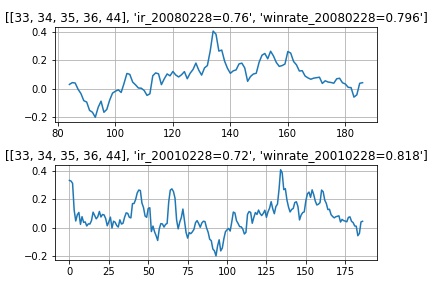 [[33, 34, 35, 36, 44], 'ir_20080228=0.76', 'winrate_20080228=0.796']
0.4
0.2
0.0
−0.2
80 100 120 140 160 180
[[33, 34, 35, 36, 44], 'ir_20010228=0.72', 'winrate_20010228=0.818']
0.4
0.2
0.0
−0.2
0 25 50 75 100 125 150 175